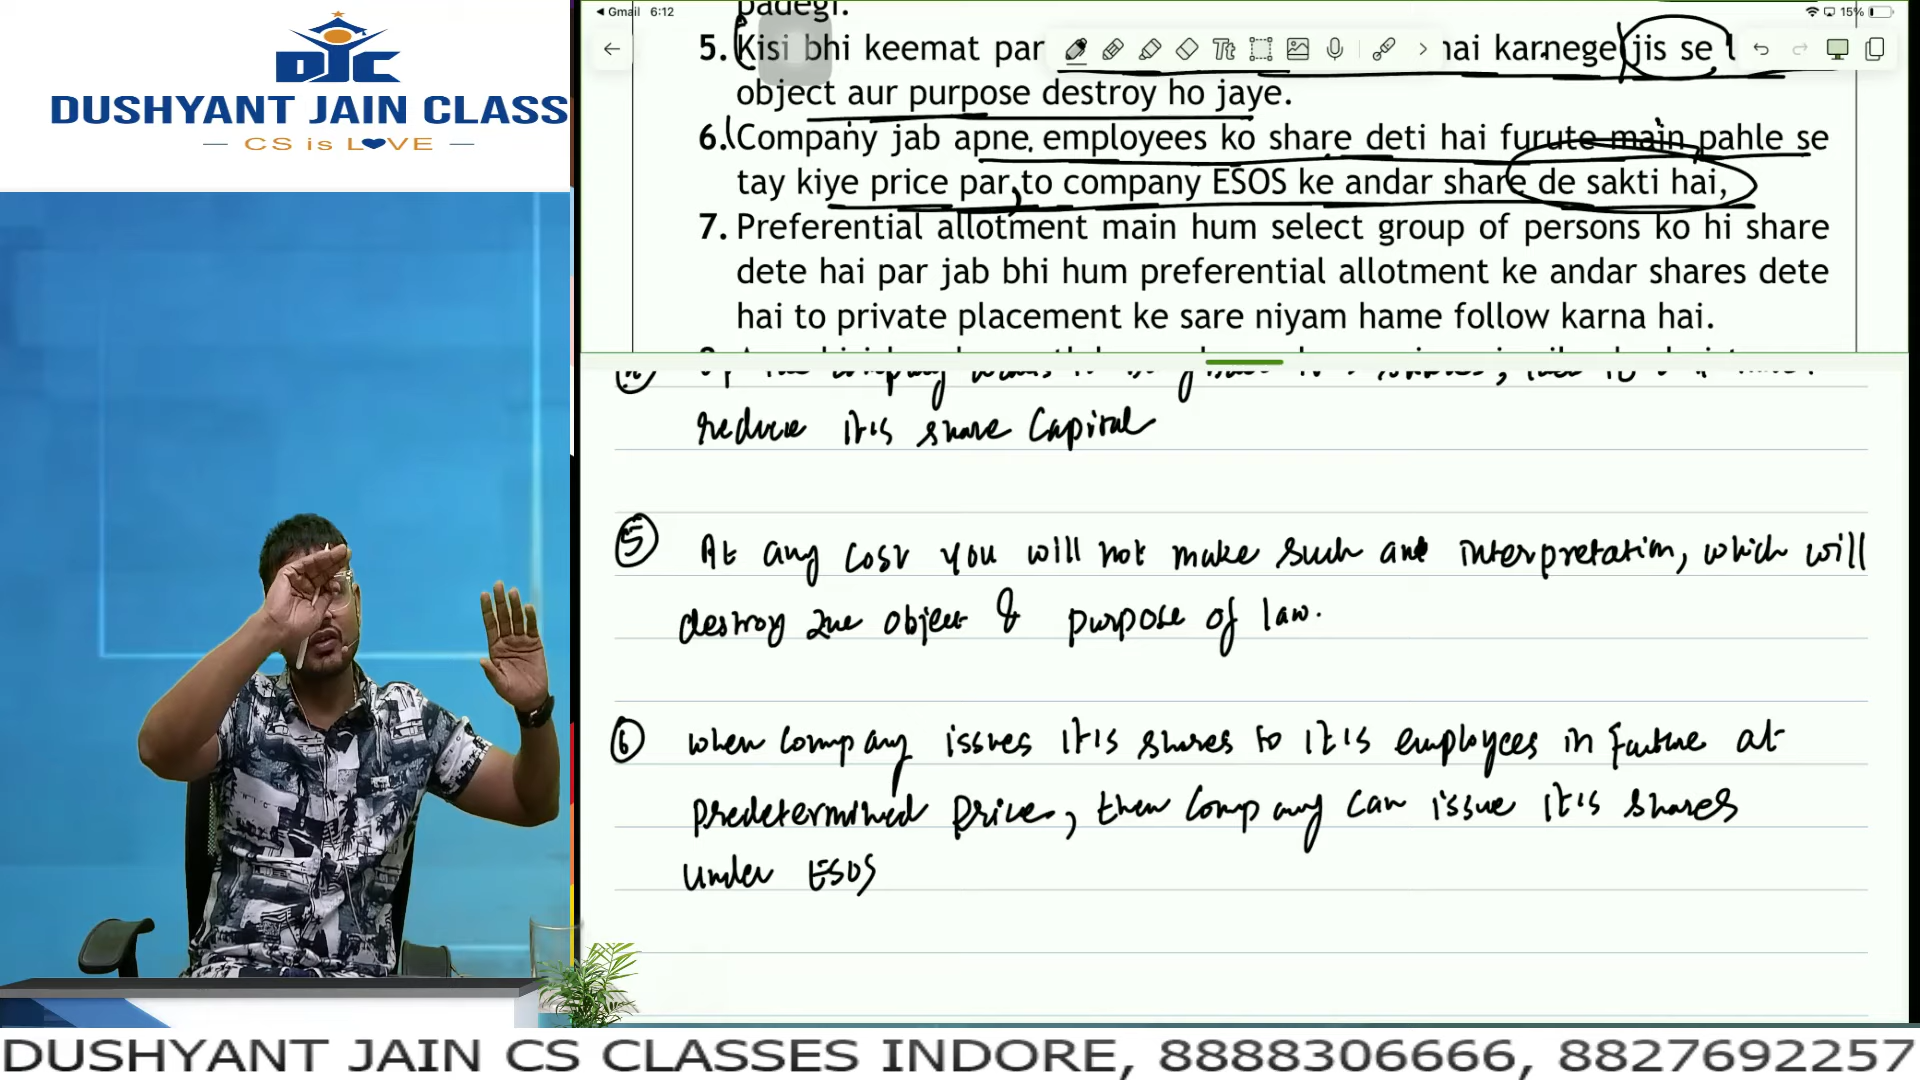 DUSHYANT JAIN CLASS
CS is L♥VE
Gmail 6:12
15%
padegi.
5. Kisi bhi keemat par hai karnege jis se
object aur purpose destroy ho jaye.
6. Company jab apne employees ko share deti hai furute main pahle se
tay kiye price par to company ESOS ke andar share de sakti hai,
7. Preferential allotment main hum select group of persons ko hi share
dete hai par jab bhi hum preferential allotment ke andar shares dete
hai to private placement ke sare niyam hame follow karna hai.
reduce it's share Capital
5 At any cost you will not make such interpretation, which will
destroy the object & purpose of law.
6 when company issues it's shares to it's employees in future at
predetermined price, then company can issue it's shares
under ESOS
DUSHYANT JAIN CS CLASSES INDORE, 8888306666, 8827692257